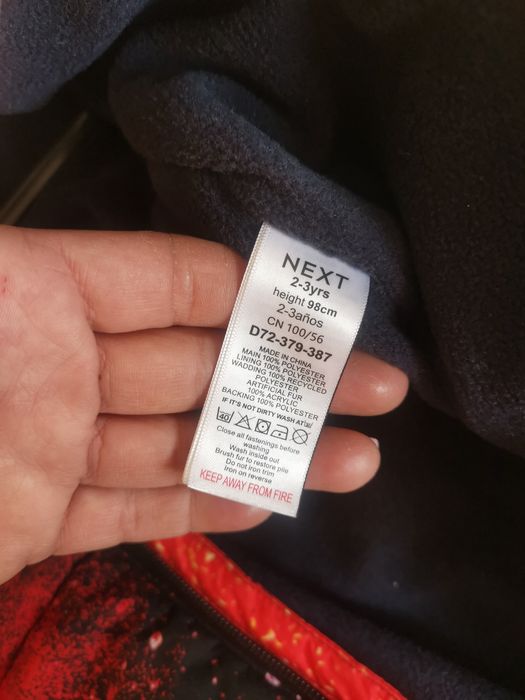 NEXT
2-3yrs
height 98cm
2-3años
CN 100/56
D72-379-387
MADE IN CHINA
MAIN 100% POLYESTER
LINING 100% POLYESTER
WADDING 100% RECYCLED
POLYESTER
ARTIFICIAL FUR
100% ACRYLIC
BACKING 100% POLYESTER
IF IT'S NOT DIRTY WASH AT
40
Close all fastenings before
washing
Wash inside out
Brush fur to restore pile
Do not iron trim
Iron on reverse
KEEP AWAY FROM FIRE